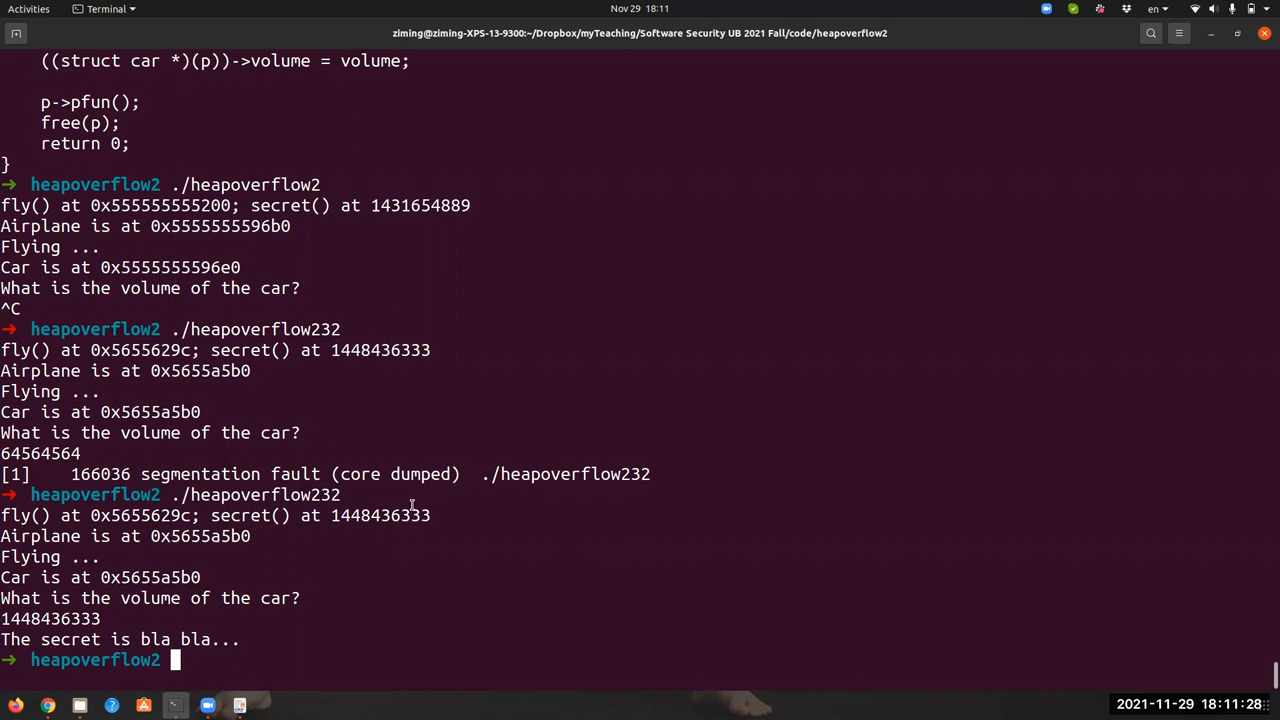 Activities
Terminal
Nov 29 18:11
en
ziming@ziming-XPS-13-9300:~/Dropbox/myTeaching/Software Security UB 2021 Fall/code/heapoverflow2
((struct car *)(p))->volume = volume;
p->pfun();
free(p);
return 0;
}
➜ heapoverflow2 ./heapoverflow2
fly() at 0x555555555200; secret() at 1431654889
Airplane is at 0x5555555596b0
Flying ...
Car is at 0x5555555596e0
What is the volume of the car?
^C
➜ heapoverflow2 ./heapoverflow232
fly() at 0x5655629c; secret() at 1448436333
Airplane is at 0x5655a5b0
Flying ...
Car is at 0x5655a5b0
What is the volume of the car?
64564564
[1]    166036 segmentation fault (core dumped)  ./heapoverflow232
➜ heapoverflow2 ./heapoverflow232
fly() at 0x5655629c; secret() at 1448436333
Airplane is at 0x5655a5b0
Flying ...
Car is at 0x5655a5b0
What is the volume of the car?
1448436333
The secret is bla bla...
➜ heapoverflow2
2021-11-29 18:11:28